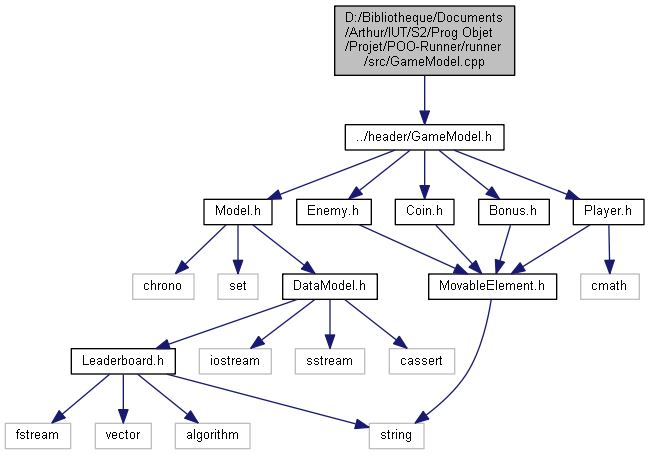 D:/Bibliotheque/Documents
/Arthur/IUT/S2/Prog Objet
/Projet/POO-Runner/runner
/src/GameModel.cpp
../header/GameModel.h
Model.h
Enemy.h
Coin.h
Bonus.h
Player.h
chrono
set
DataModel.h
MovableElement.h
cmath
Leaderboard.h
iostream
sstream
cassert
fstream
vector
algorithm
string